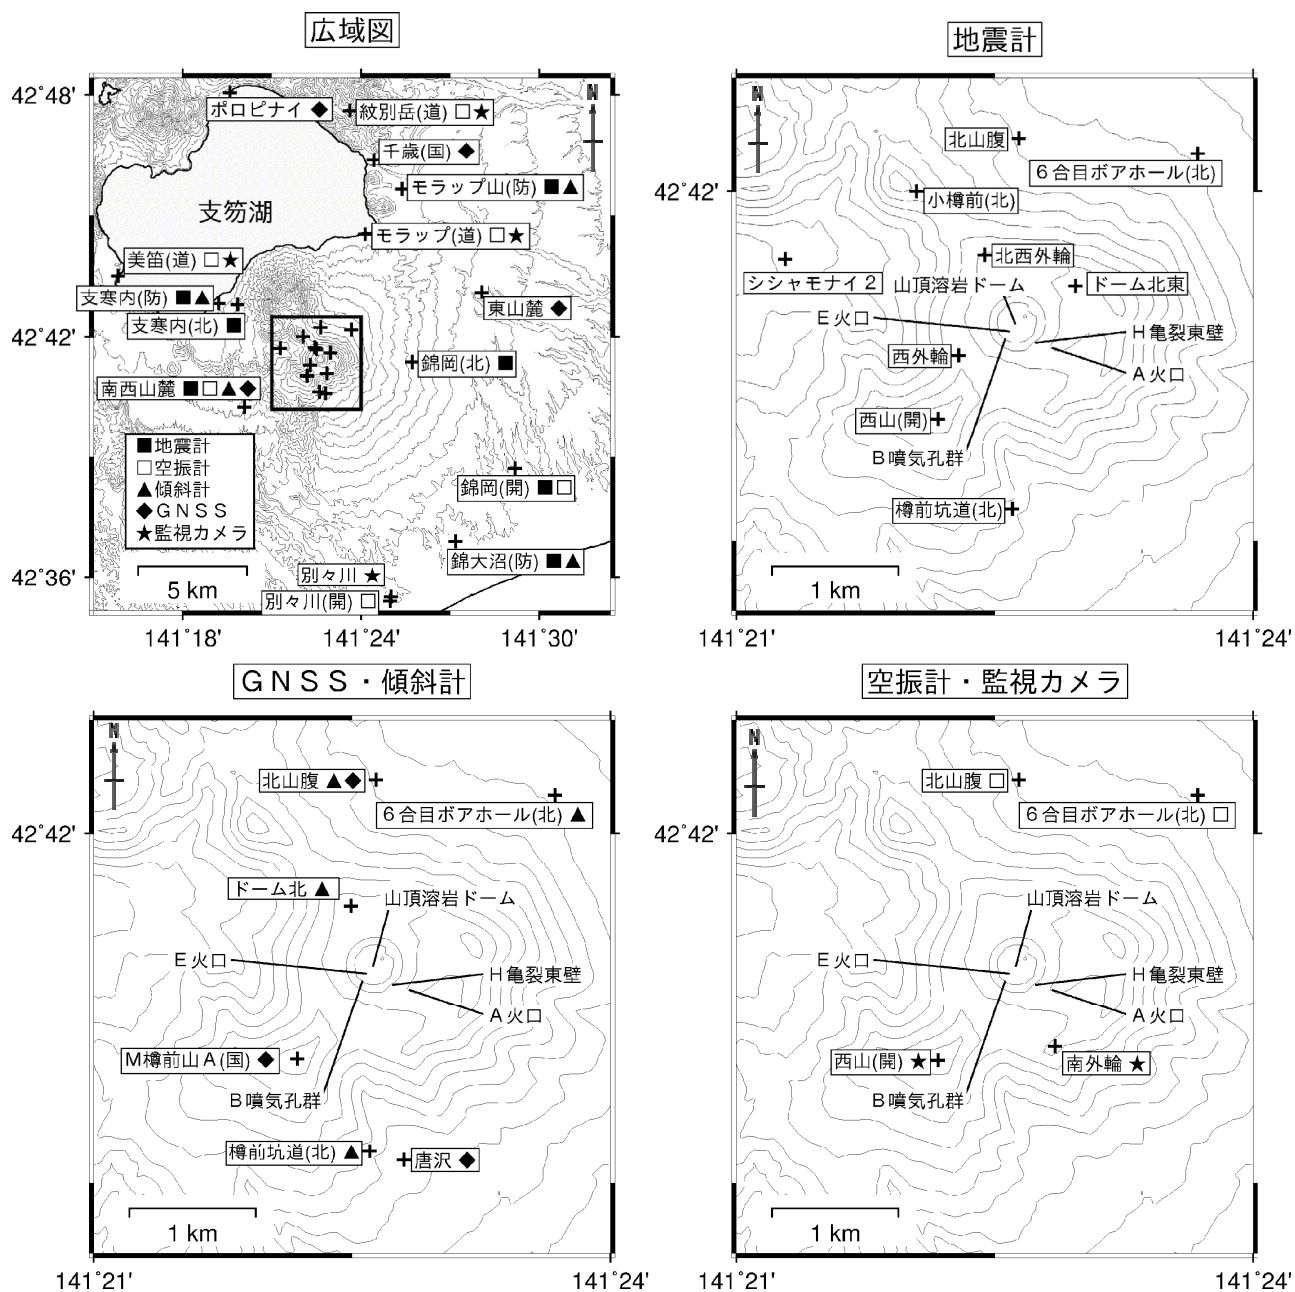 広域図
42˚48'
42˚42'
42˚36'
141˚18'
141˚24'
141˚30'
N
ポロピナイ ◆
紋別岳(道) □★
千歳(国) ◆
モラップ山(防) ■▲
支笏湖
モラップ(道) □★
美笛(道) □★
支寒内(防) ■▲
支寒内(北) ■
東山麓 ◆
錦岡(北) ■
南西山麓 ■□▲◆
■地震計
□空振計
▲傾斜計
◆GNSS
★監視カメラ
錦岡(開) ■□
錦大沼(防) ■▲
別々川 ★
別々川(開) □
5 km
地震計
42˚42'
141˚21'
141˚24'
N
北山腹
6合目ボアホール(北)
小樽前(北)
北西外輪
シシャモナイ2
山頂溶岩ドーム
ドーム北東
E火口
H亀裂東壁
西外輪
A火口
西山(開)
B噴気孔群
樽前坑道(北)
1 km
GNSS・傾斜計
42˚42'
141˚21'
141˚24'
N
北山腹 ▲◆
6合目ボアホール(北) ▲
ドーム北 ▲
山頂溶岩ドーム
E火口
H亀裂東壁
A火口
M樽前山A(国) ◆
B噴気孔群
樽前坑道(北) ▲
唐沢 ◆
1 km
空振計・監視カメラ
42˚42'
141˚21'
141˚24'
N
北山腹 □
6合目ボアホール(北) □
山頂溶岩ドーム
E火口
H亀裂東壁
A火口
西山(開) ★
南外輪 ★
B噴気孔群
1 km